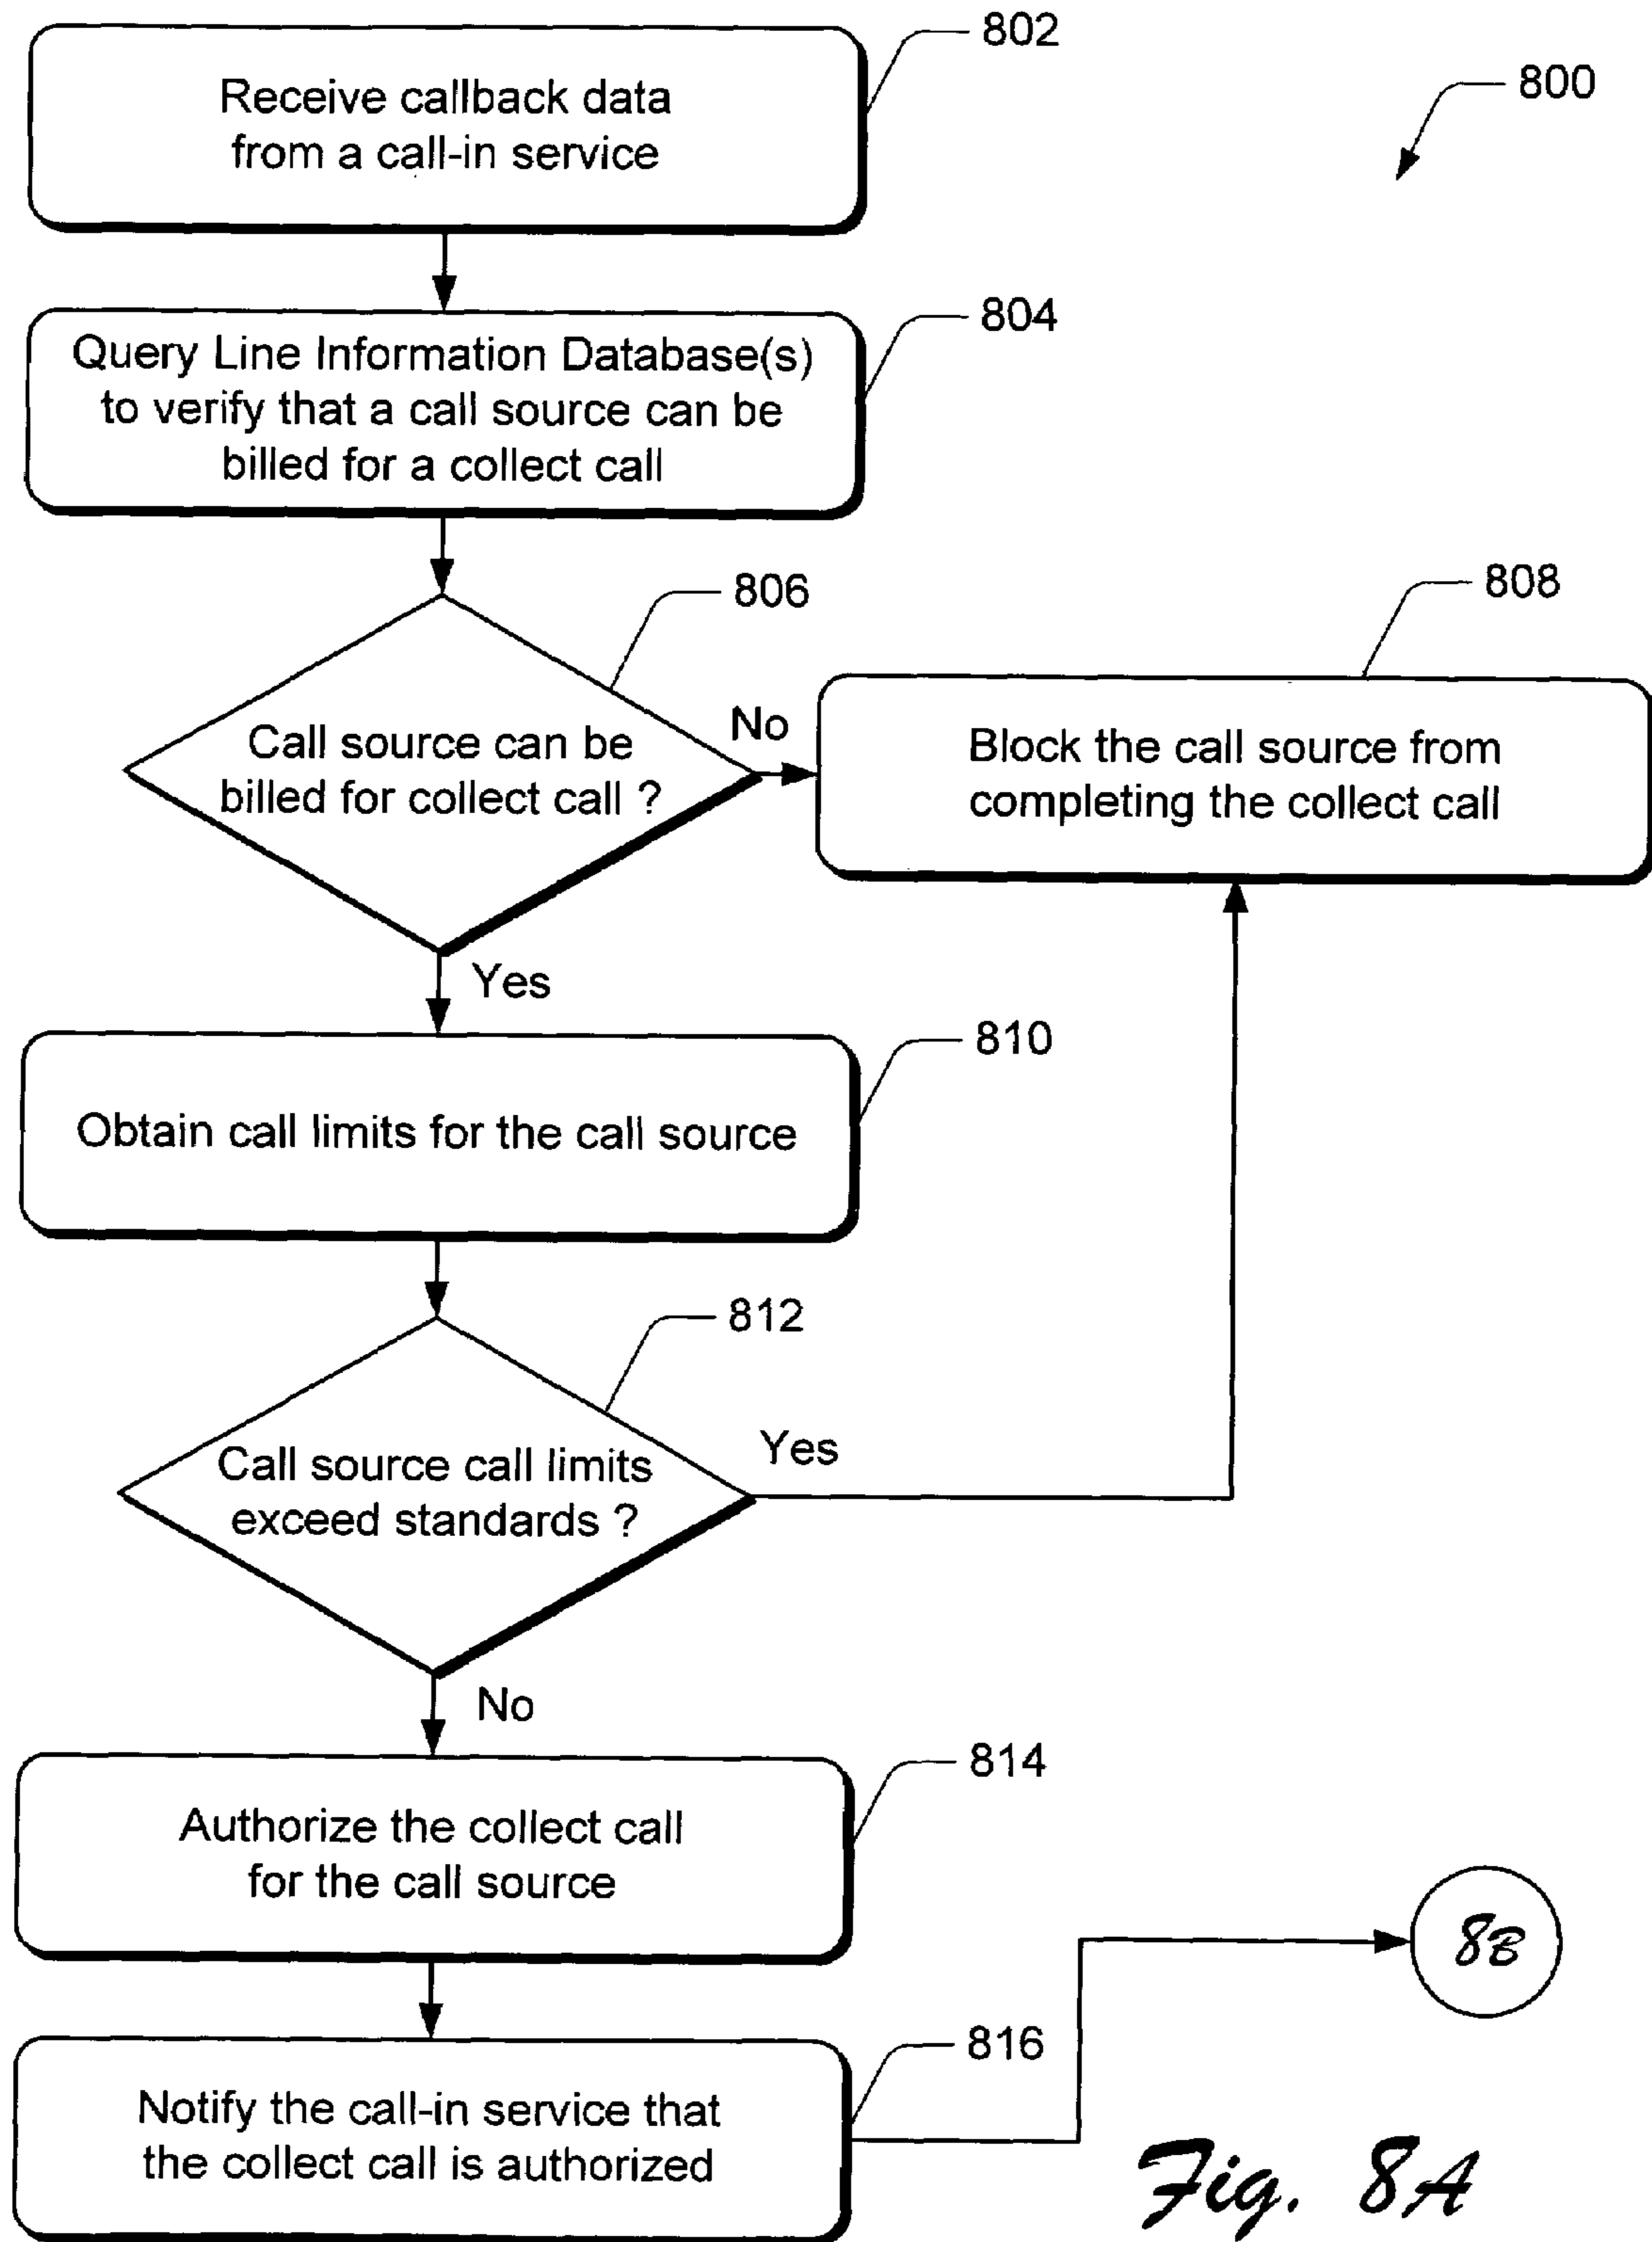 802
800
Receive callback data
from a call-in service
804
Query Line Information Database(s)
to verify that a call source can be
billed for a collect call
806
808
No
Call source can be
billed for collect call ?
Block the call source from
completing the collect call
Yes
810
Obtain call limits for the call source
812
Yes
Call source call limits
exceed standards ?
No
814
Authorize the collect call
for the call source
8B
816
Notify the call-in service that
the collect call is authorized
Fig. 8A